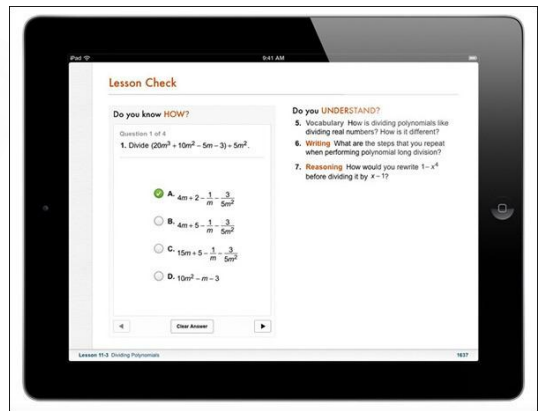 iPad
9:41 AM
Lesson Check
Do you know HOW?
Question 1 of 4
1. Divide (20m³ + 10m² – 5m – 3) ÷ 5m².
A. 4m + 2 – 1/m – 3/5m²
B. 4m + 5 – 1/m – 3/5m²
C. 15m + 5 – 1/m – 3/5m²
D. 10m² – m – 3
Clear Answer
Do you UNDERSTAND?
5. Vocabulary How is dividing polynomials like
dividing real numbers? How is it different?
6. Writing What are the steps that you repeat
when performing polynomial long division?
7. Reasoning How would you rewrite 1 – x⁴
before dividing it by x – 1?
Lesson 11-3 Dividing Polynomials
1637